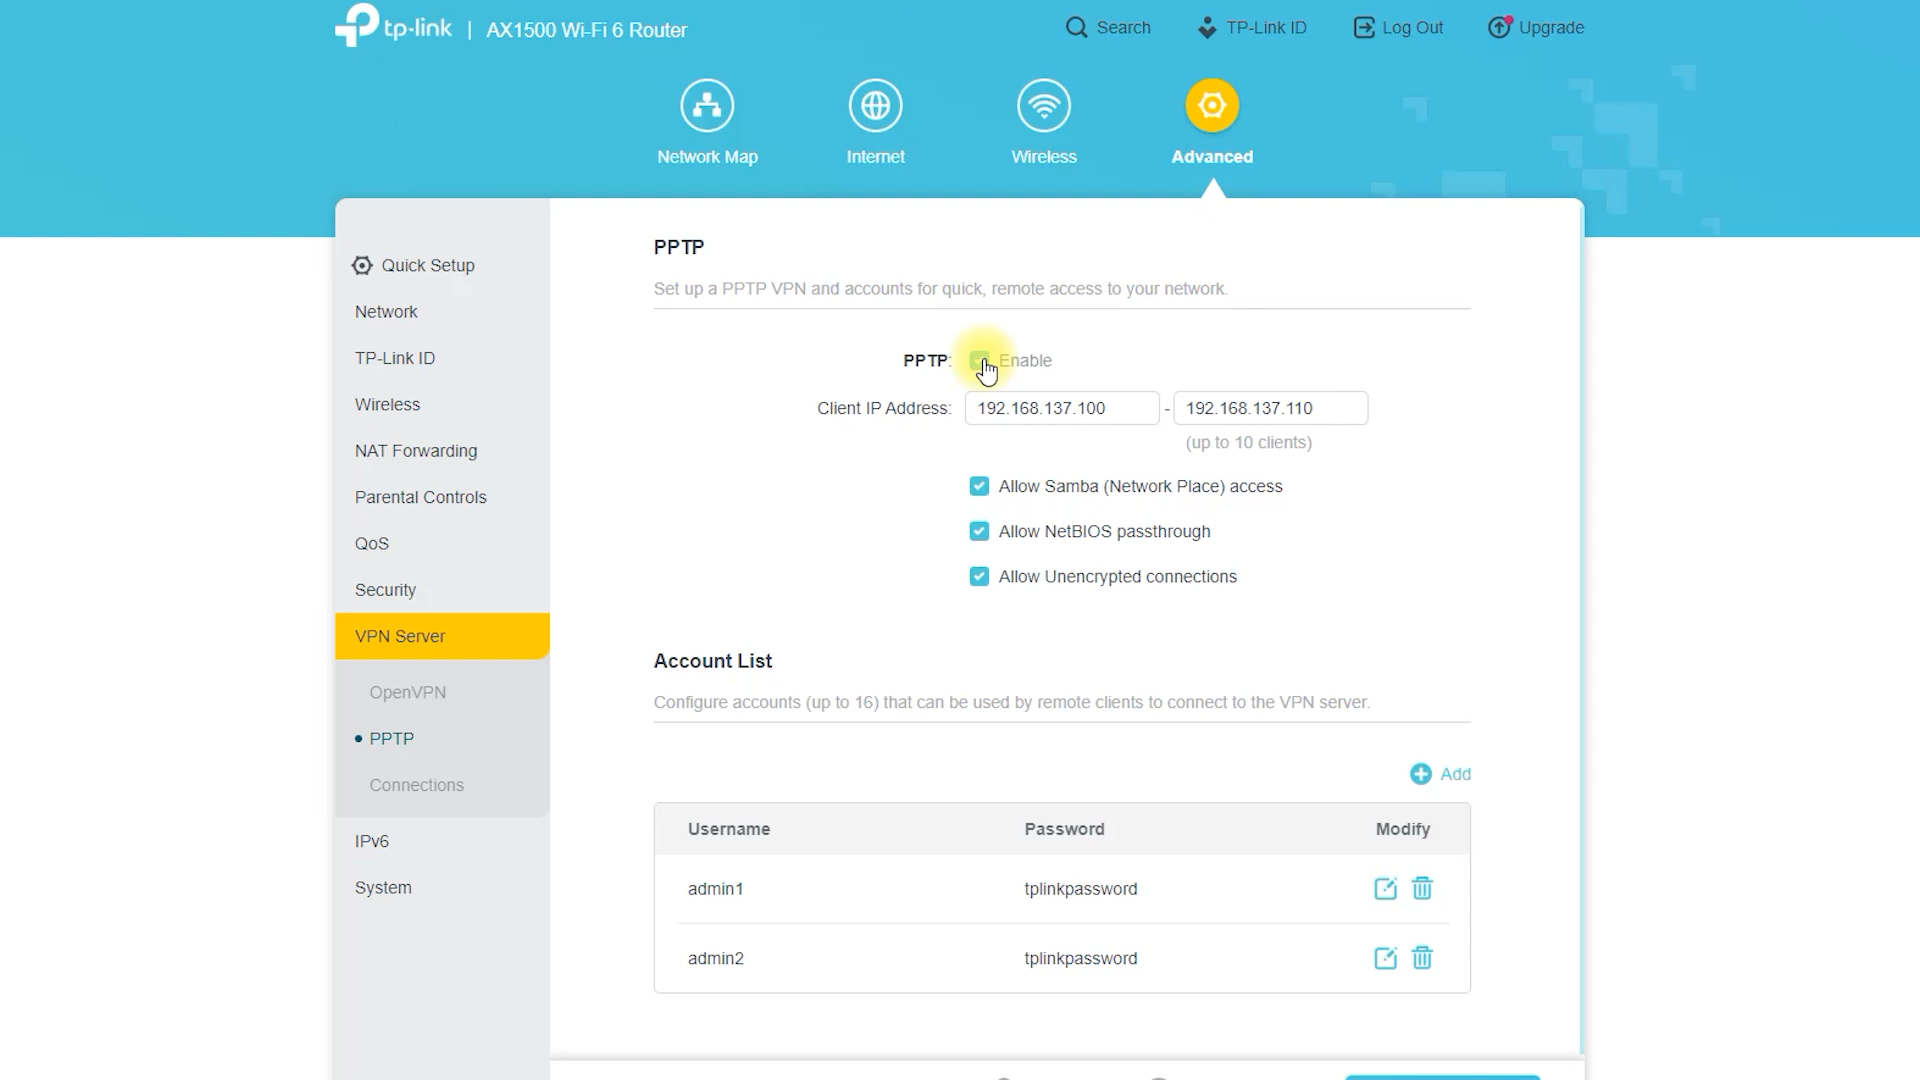 tp-link | AX1500 Wi-Fi 6 Router
Search
TP-Link ID
Log Out
Upgrade
Network Map
Internet
Wireless
Advanced
Quick Setup
Network
TP-Link ID
Wireless
NAT Forwarding
Parental Controls
QoS
Security
VPN Server
OpenVPN
PPTP
Connections
IPv6
System
PPTP
Set up a PPTP VPN and accounts for quick, remote access to your network.
PPTP: Enable
Client IP Address: 192.168.137.100 - 192.168.137.110
(up to 10 clients)
Allow Samba (Network Place) access
Allow NetBIOS passthrough
Allow Unencrypted connections
Account List
Configure accounts (up to 16) that can be used by remote clients to connect to the VPN server.
Add
Username Password Modify
admin1 tplinkpassword
admin2 tplinkpassword